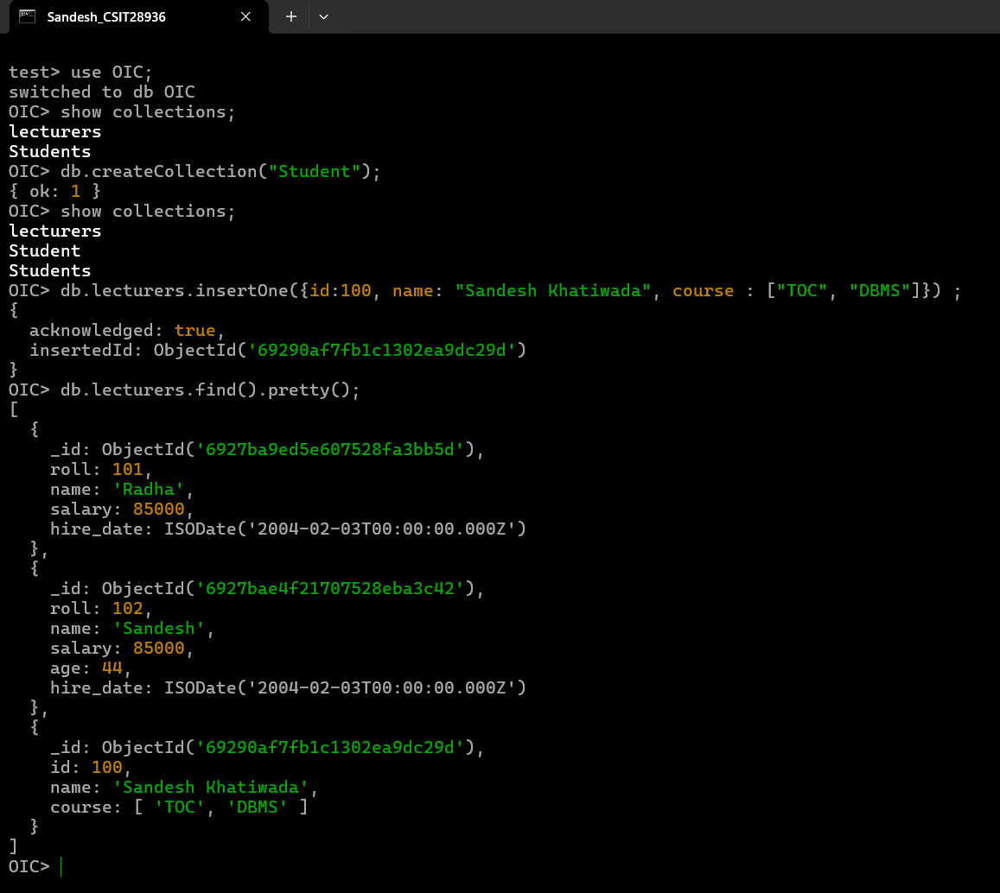 Sandesh_CSIT28936
test> use OIC;
switched to db OIC
OIC> show collections;
lecturers
Students
OIC> db.createCollection("Student");
{ ok: 1 }
OIC> show collections;
lecturers
Student
Students
OIC> db.lecturers.insertOne({id:100, name: "Sandesh Khatiwada", course : ["TOC", "DBMS"]}) ;
{
  acknowledged: true,
  insertedId: ObjectId('69290af7fb1c1302ea9dc29d')
}
OIC> db.lecturers.find().pretty();
[
  {
    _id: ObjectId('6927ba9ed5e607528fa3bb5d'),
    roll: 101,
    name: 'Radha',
    salary: 85000,
    hire_date: ISODate('2004-02-03T00:00:00.000Z')
  },
  {
    _id: ObjectId('6927bae4f21707528eba3c42'),
    roll: 102,
    name: 'Sandesh',
    salary: 85000,
    age: 44,
    hire_date: ISODate('2004-02-03T00:00:00.000Z')
  },
  {
    _id: ObjectId('69290af7fb1c1302ea9dc29d'),
    id: 100,
    name: 'Sandesh Khatiwada',
    course: [ 'TOC', 'DBMS' ]
  }
]
OIC>